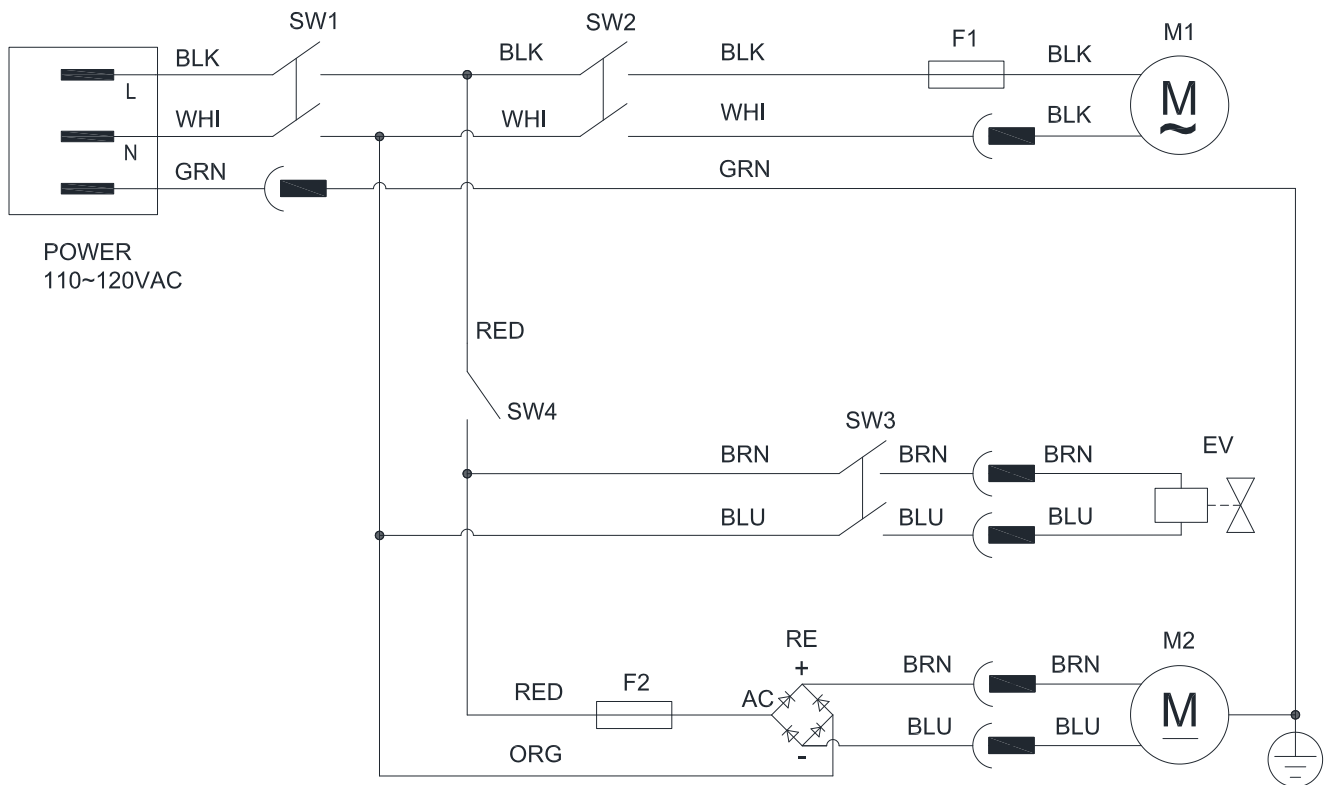 SW1
SW2
F1
M1
BLK
BLK
BLK
BLK
L
M
~
WHI
WHI
WHI
BLK
N
GRN
GRN
POWER
110~120VAC
RED
SW4
SW3
BRN
BRN
BRN
EV
BLU
BLU
BLU
RE
M2
+
BRN
BRN
RED
F2
AC
M
BLU
BLU
-
ORG